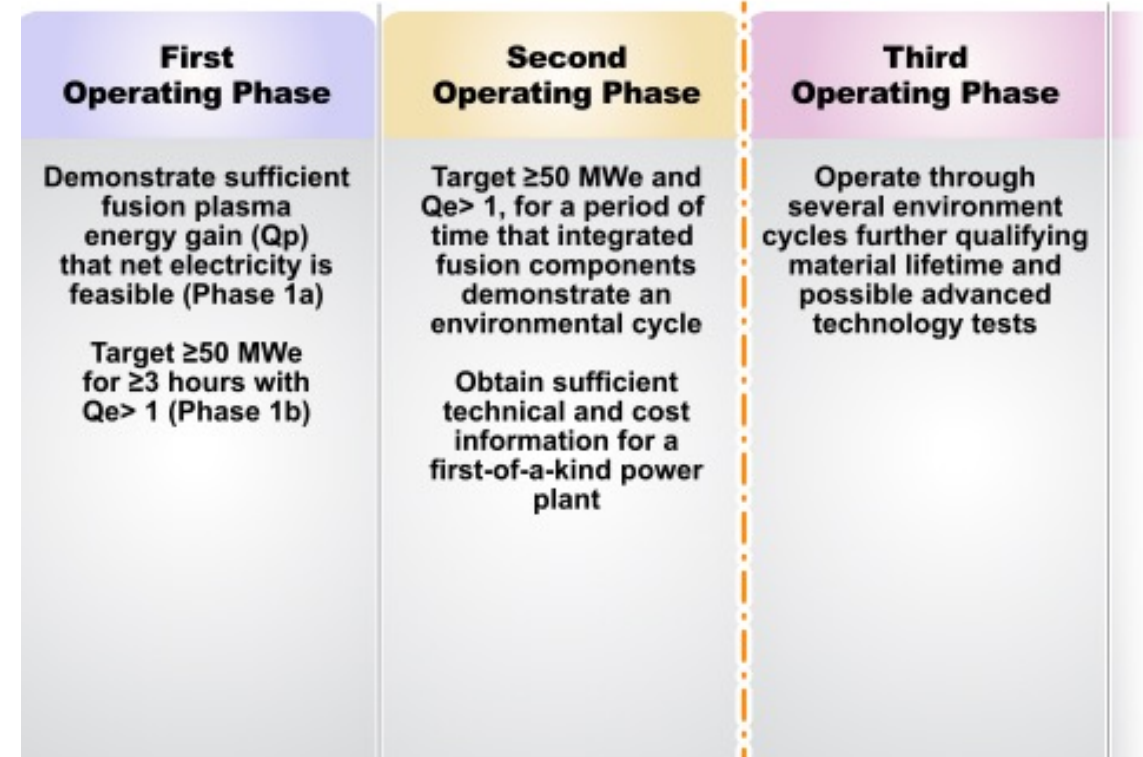 First
Operating Phase
Demonstrate sufficient
fusion plasma
energy gain (Qp)
that net electricity is
feasible (Phase 1a)
Target ≥50 MWe
for ≥3 hours with
Qe> 1 (Phase 1b)
Second
Operating Phase
Target ≥50 MWe and
Qe> 1, for a period of
time that integrated
fusion components
demonstrate an
environmental cycle
Obtain sufficient
technical and cost
information for a
first-of-a-kind power
plant
Third
Operating Phase
Operate through
several environment
cycles further qualifying
material lifetime and
possible advanced
technology tests